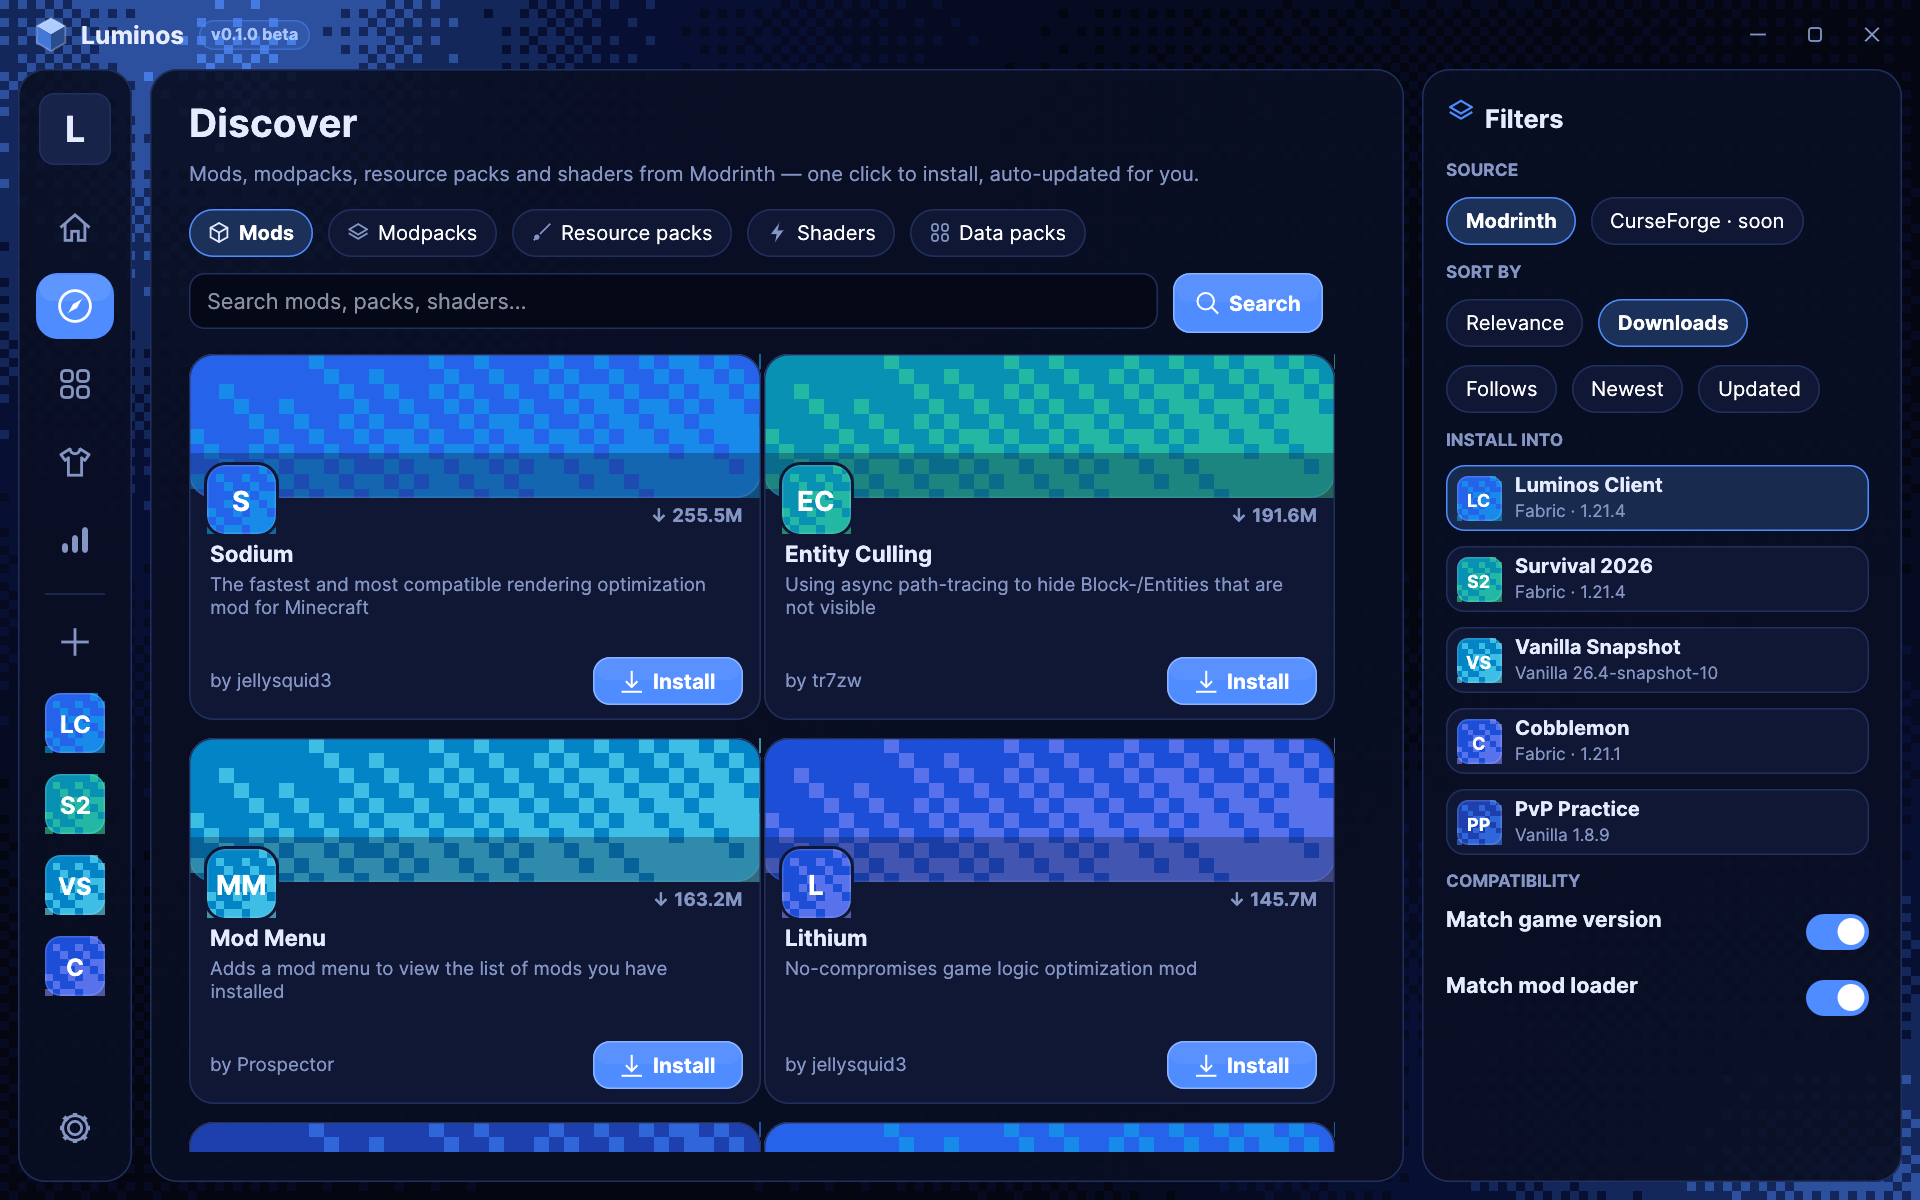 Luminos
v0.1.0 beta
L
LC
S2
VS
C
Discover
Mods, modpacks, resource packs and shaders from Modrinth — one click to install, auto-updated for you.
Mods
Modpacks
Resource packs
Shaders
Data packs
Search mods, packs, shaders...
Search
S
↓ 255.5M
Sodium
The fastest and most compatible rendering optimization
mod for Minecraft
by jellysquid3
Install
EC
↓ 191.6M
Entity Culling
Using async path-tracing to hide Block-/Entities that are
not visible
by tr7zw
Install
MM
↓ 163.2M
Mod Menu
Adds a mod menu to view the list of mods you have
installed
by Prospector
Install
L
↓ 145.7M
Lithium
No-compromises game logic optimization mod
by jellysquid3
Install
Filters
SOURCE
Modrinth
CurseForge · soon
SORT BY
Relevance
Downloads
Follows
Newest
Updated
INSTALL INTO
LC
Luminos Client
Fabric · 1.21.4
S2
Survival 2026
Fabric · 1.21.4
VS
Vanilla Snapshot
Vanilla 26.4-snapshot-10
C
Cobblemon
Fabric · 1.21.1
PP
PvP Practice
Vanilla 1.8.9
COMPATIBILITY
Match game version
Match mod loader